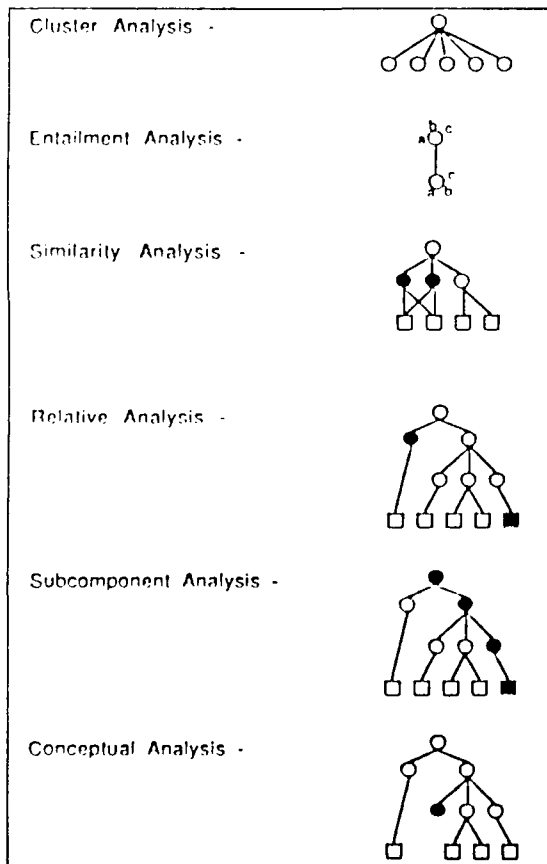 Cluster Analysis -
b c
a
Entailment Analysis -
c
a b
Similarity Analysis -
Relative Analysis -
Subcomponent Analysis -
Conceptual Analysis -